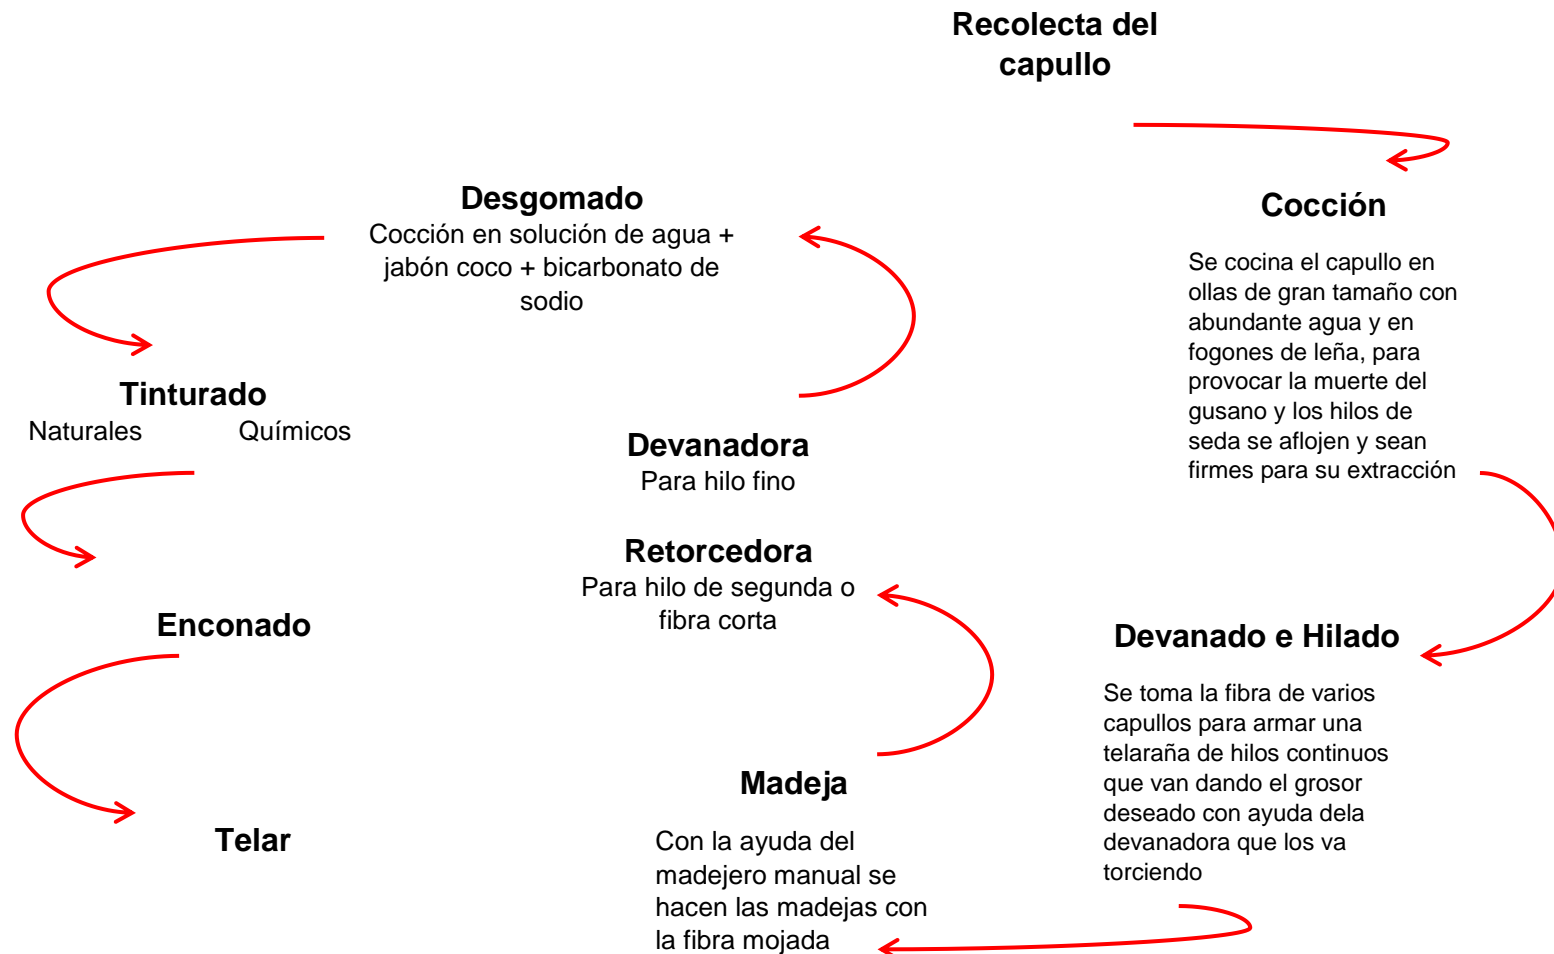 Recolecta del
capullo
Cocción
Se cocina el capullo en
ollas de gran tamaño con
abundante agua y en
fogones de leña, para
provocar la muerte del
gusano y los hilos de
seda se aflojen y sean
firmes para su extracción
Devanado e Hilado
Se toma la fibra de varios
capullos para armar una
telaraña de hilos continuos
que van dando el grosor
deseado con ayuda dela
devanadora que los va
torciendo
Madeja
Con la ayuda del
madejero manual se
hacen las madejas con
la fibra mojada
Retorcedora
Para hilo de segunda o
fibra corta
Devanadora
Para hilo fino
Desgomado
Cocción en solución de agua +
jabón coco + bicarbonato de
sodio
Tinturado
Naturales Químicos
Enconado
Telar